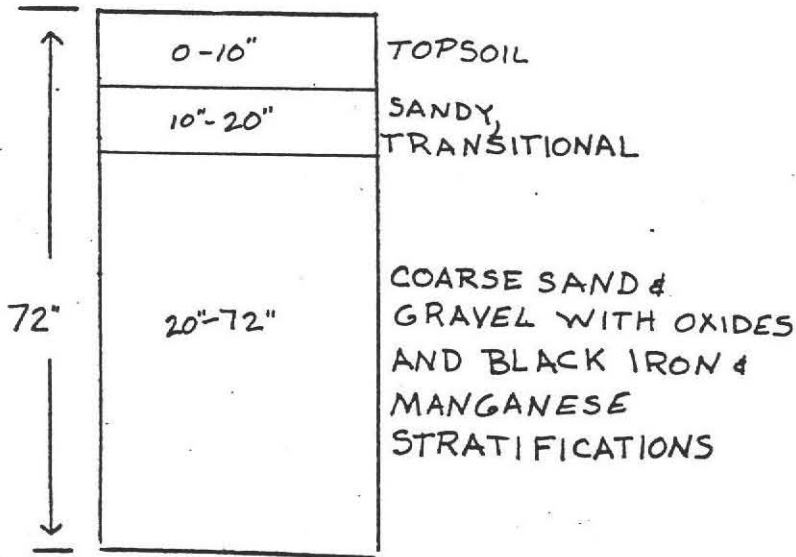 0-10" TOPSOIL
10"-20" SANDY,
TRANSITIONAL
72" 20"-72" COARSE SAND &
GRAVEL WITH OXIDES
AND BLACK IRON &
MANGANESE
STRATIFICATIONS